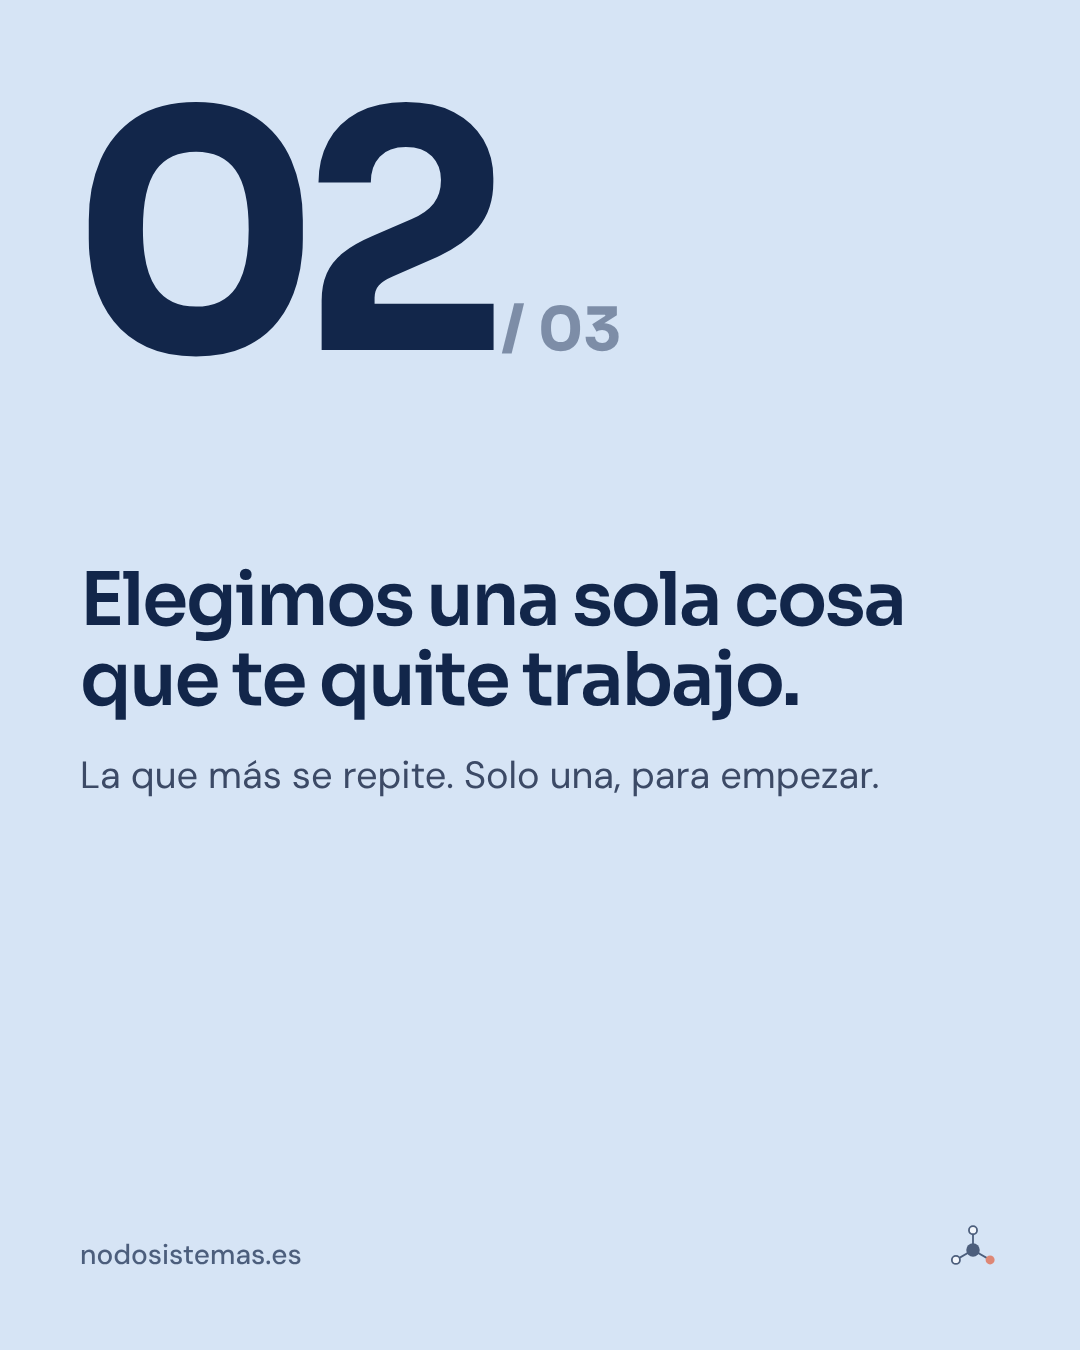 02 / 03
Elegimos una sola cosa
que te quite trabajo.
La que más se repite. Solo una, para empezar.
nodosistemas.es